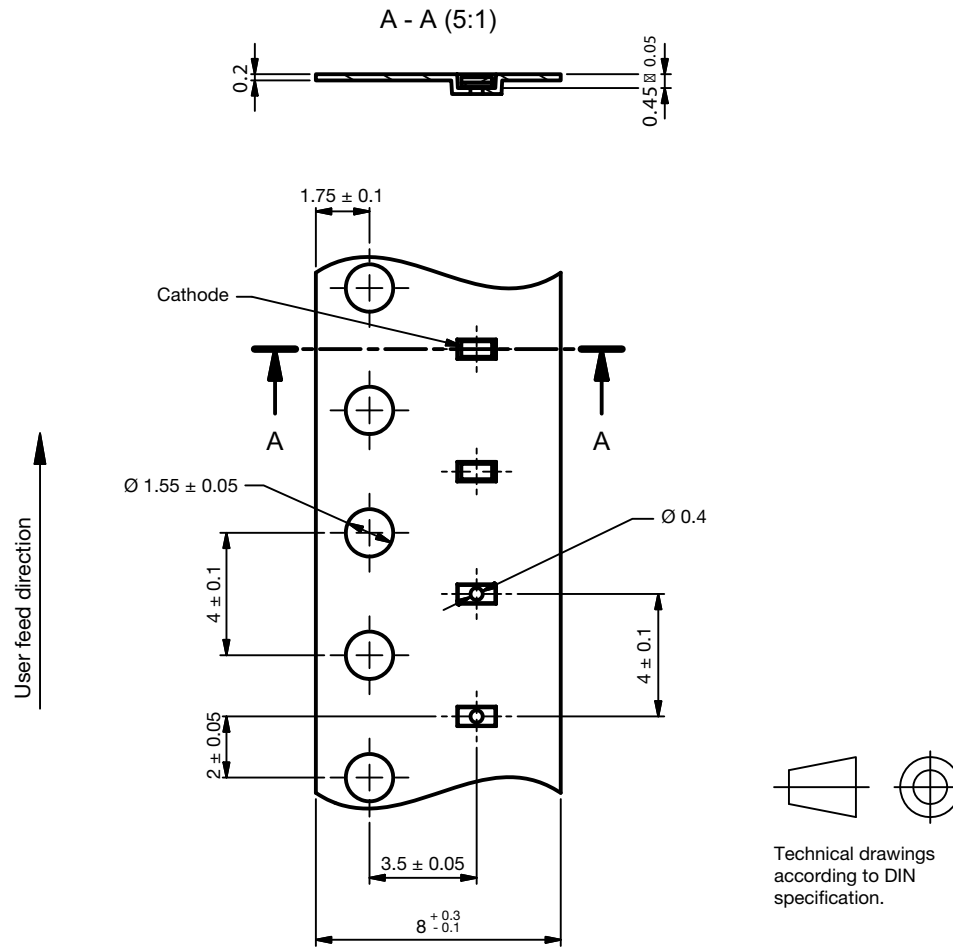 A - A (5:1)
0.2
0.45 ¤ 0.05
1.75 ± 0.1
Cathode
A
A
Ø 1.55 ± 0.05
Ø 0.4
User feed direction
4 ± 0.1
4 ± 0.1
2 ± 0.05
3.5 ± 0.05
8 + 0.3
- 0.1
Technical drawings
according to DIN
specification.